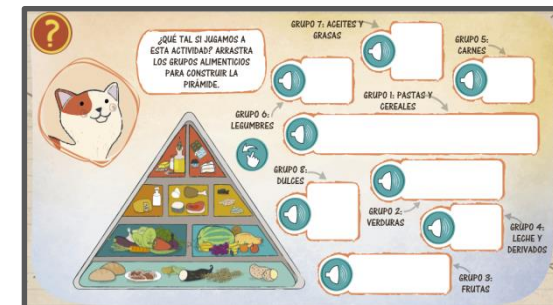 ?
¿QUÉ TAL SI JUGAMOS A
ESTA ACTIVIDAD? ARRASTRA
LOS GRUPOS ALIMENTICIOS
PARA CONSTRUIR LA
PIRÁMIDE.
GRUPO 7: ACEITES Y
GRASAS
GRUPO 5:
CARNES
GRUPO 6:
LEGUMBRES
GRUPO 1: PASTAS Y
CEREALES
GRUPO 8:
DULCES
GRUPO 2:
VERDURAS
GRUPO 4:
LECHE Y
DERIVADOS
GRUPO 3:
FRUTAS